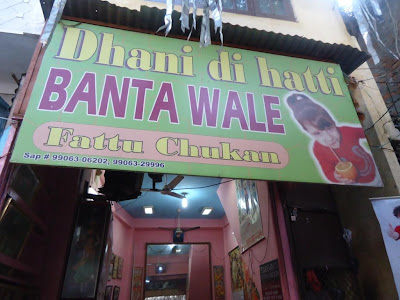 Dhani di hatti
BANTA WALE
Fattu Chukan
Sap.# 99063-06202, 99063-29996